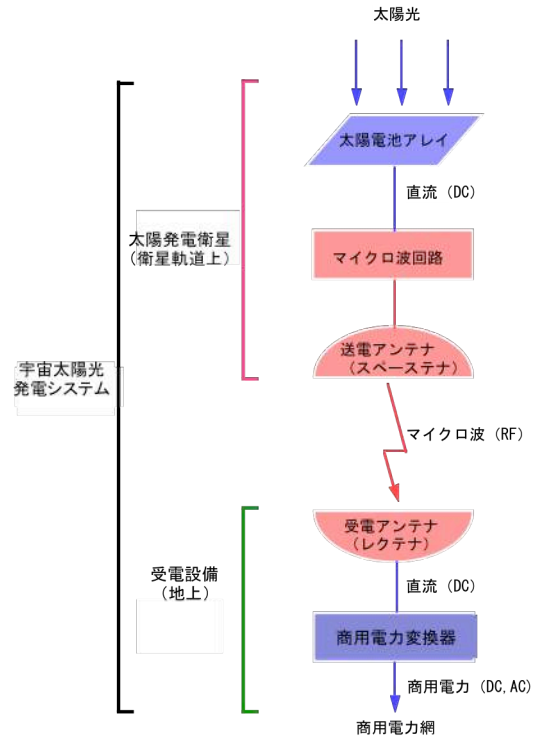 太陽光
太陽電池アレイ
直流 (DC)
太陽発電衛星
(衛星軌道上)
マイクロ波回路
送電アンテナ
(スペーステナ)
宇宙太陽光
発電システム
マイクロ波 (RF)
受電アンテナ
(レクテナ)
受電設備
(地上)
直流 (DC)
商用電力変換器
商用電力 (DC, AC)
商用電力網